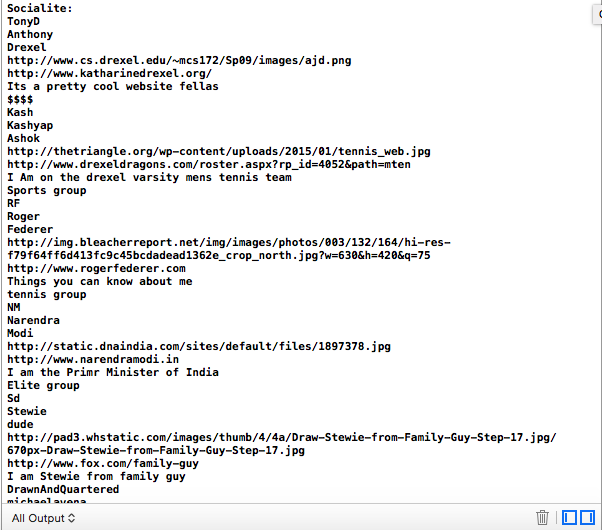 Socialite:
TonyD
Anthony
Drexel
http://www.cs.drexel.edu/~mcs172/Sp09/images/ajd.png
http://www.katharinedrexel.org/
Its a pretty cool website fellas
$$$$
Kash
Kashyap
Ashok
http://thetriangle.org/wp-content/uploads/2015/01/tennis_web.jpg
http://www.drexeldragons.com/roster.aspx?rp_id=4052&path=mten
I Am on the drexel varsity mens tennis team
Sports group
RF
Roger
Federer
http://img.bleacherreport.net/img/images/photos/003/132/164/hi-res-
f79f64ff6d413fc9c45bcdadead1362e_crop_north.jpg?w=630&h=420&q=75
http://www.rogerfederer.com
Things you can know about me
tennis group
NM
Narendra
Modi
http://static.dnaindia.com/sites/default/files/1897378.jpg
http://www.narendramodi.in
I am the Primr Minister of India
Elite group
Sd
Stewie
dude
http://pad3.whstatic.com/images/thumb/4/4a/Draw-Stewie-from-Family-Guy-Step-17.jpg/
670px-Draw-Stewie-from-Family-Guy-Step-17.jpg
http://www.fox.com/family-guy
I am Stewie from family guy
DrawnAndQuartered
All Output